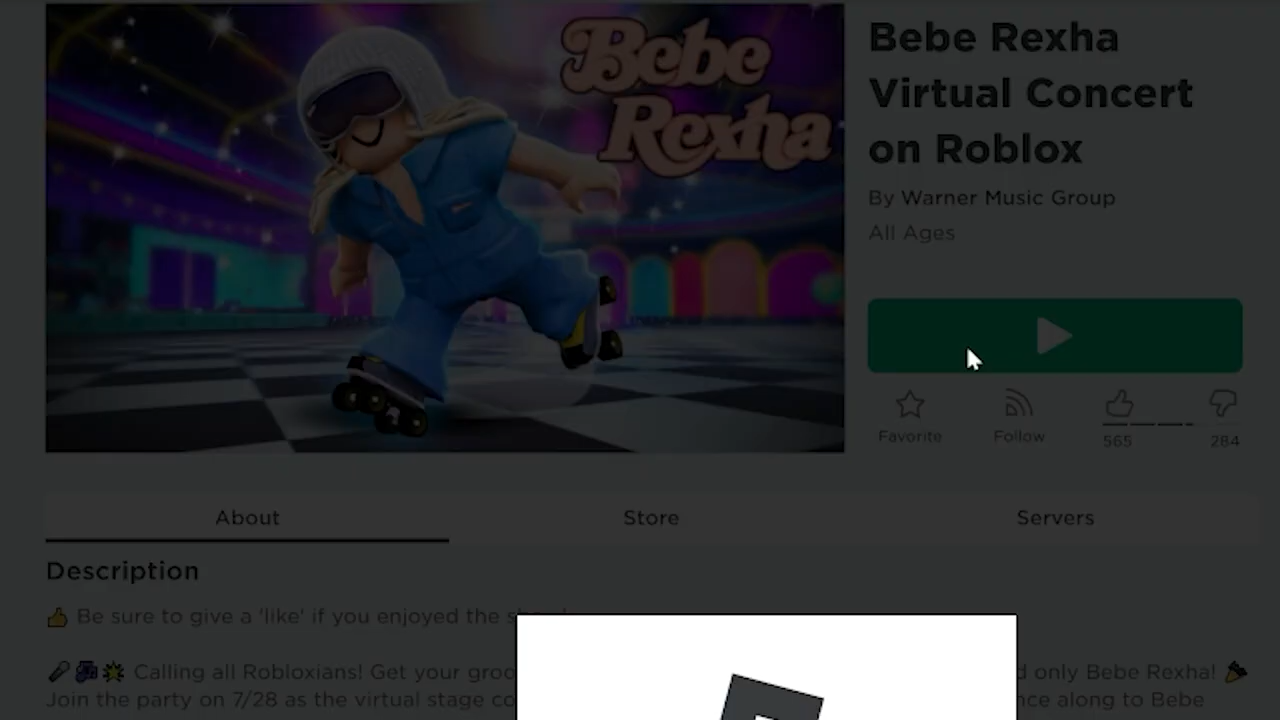 Bebe
Rexha
Bebe Rexha
Virtual Concert
on Roblox
By Warner Music Group
All Ages
Favorite
Follow
565
284
About
Store
Servers
Description
👍 Be sure to give a 'like' if you enjoyed the
🎤 Calling all Robloxians! Get your groo d only Bebe Rexha! 🎉
Join the party on 7/28 as the virtual stage co nce along to Bebe